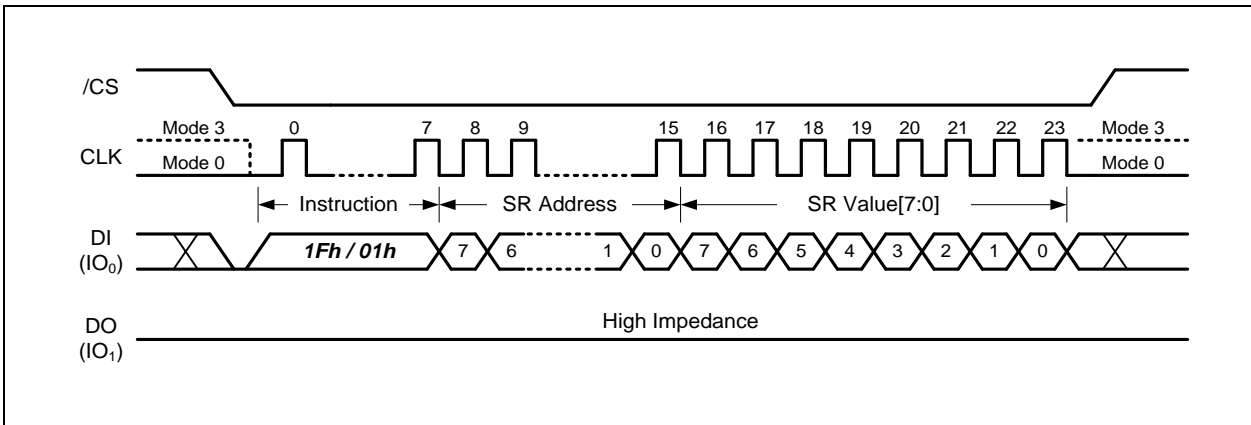 /CS
Mode 3 0 7 8 9 15 16 17 18 19 20 21 22 23 Mode 3
CLK
Mode 0 Mode 0
Instruction SR Address SR Value[7:0]
DI
(IO₀)
1Fh / 01h 7 6 1 0 7 6 5 4 3 2 1 0
High Impedance
DO
(IO₁)